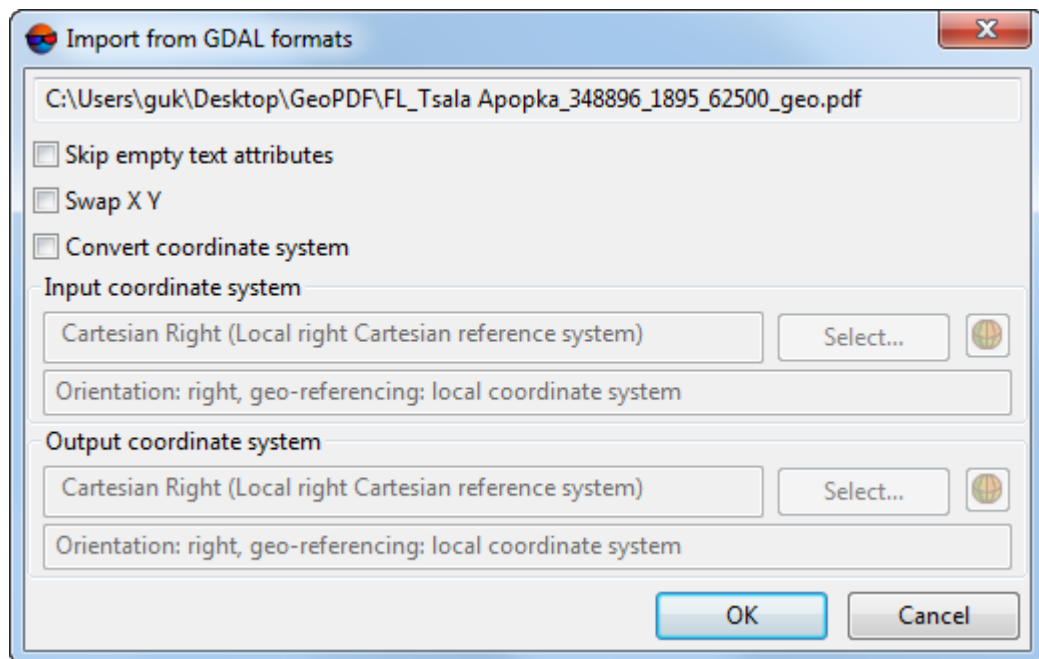 Import from GDAL formats
C:\Users\guk\Desktop\GeoPDF\FL_Tsala Apopka_348896_1895_62500_geo.pdf
Skip empty text attributes
Swap X Y
Convert coordinate system
Input coordinate system
Cartesian Right (Local right Cartesian reference system)
Select...
Orientation: right, geo-referencing: local coordinate system
Output coordinate system
Cartesian Right (Local right Cartesian reference system)
Select...
Orientation: right, geo-referencing: local coordinate system
OK
Cancel